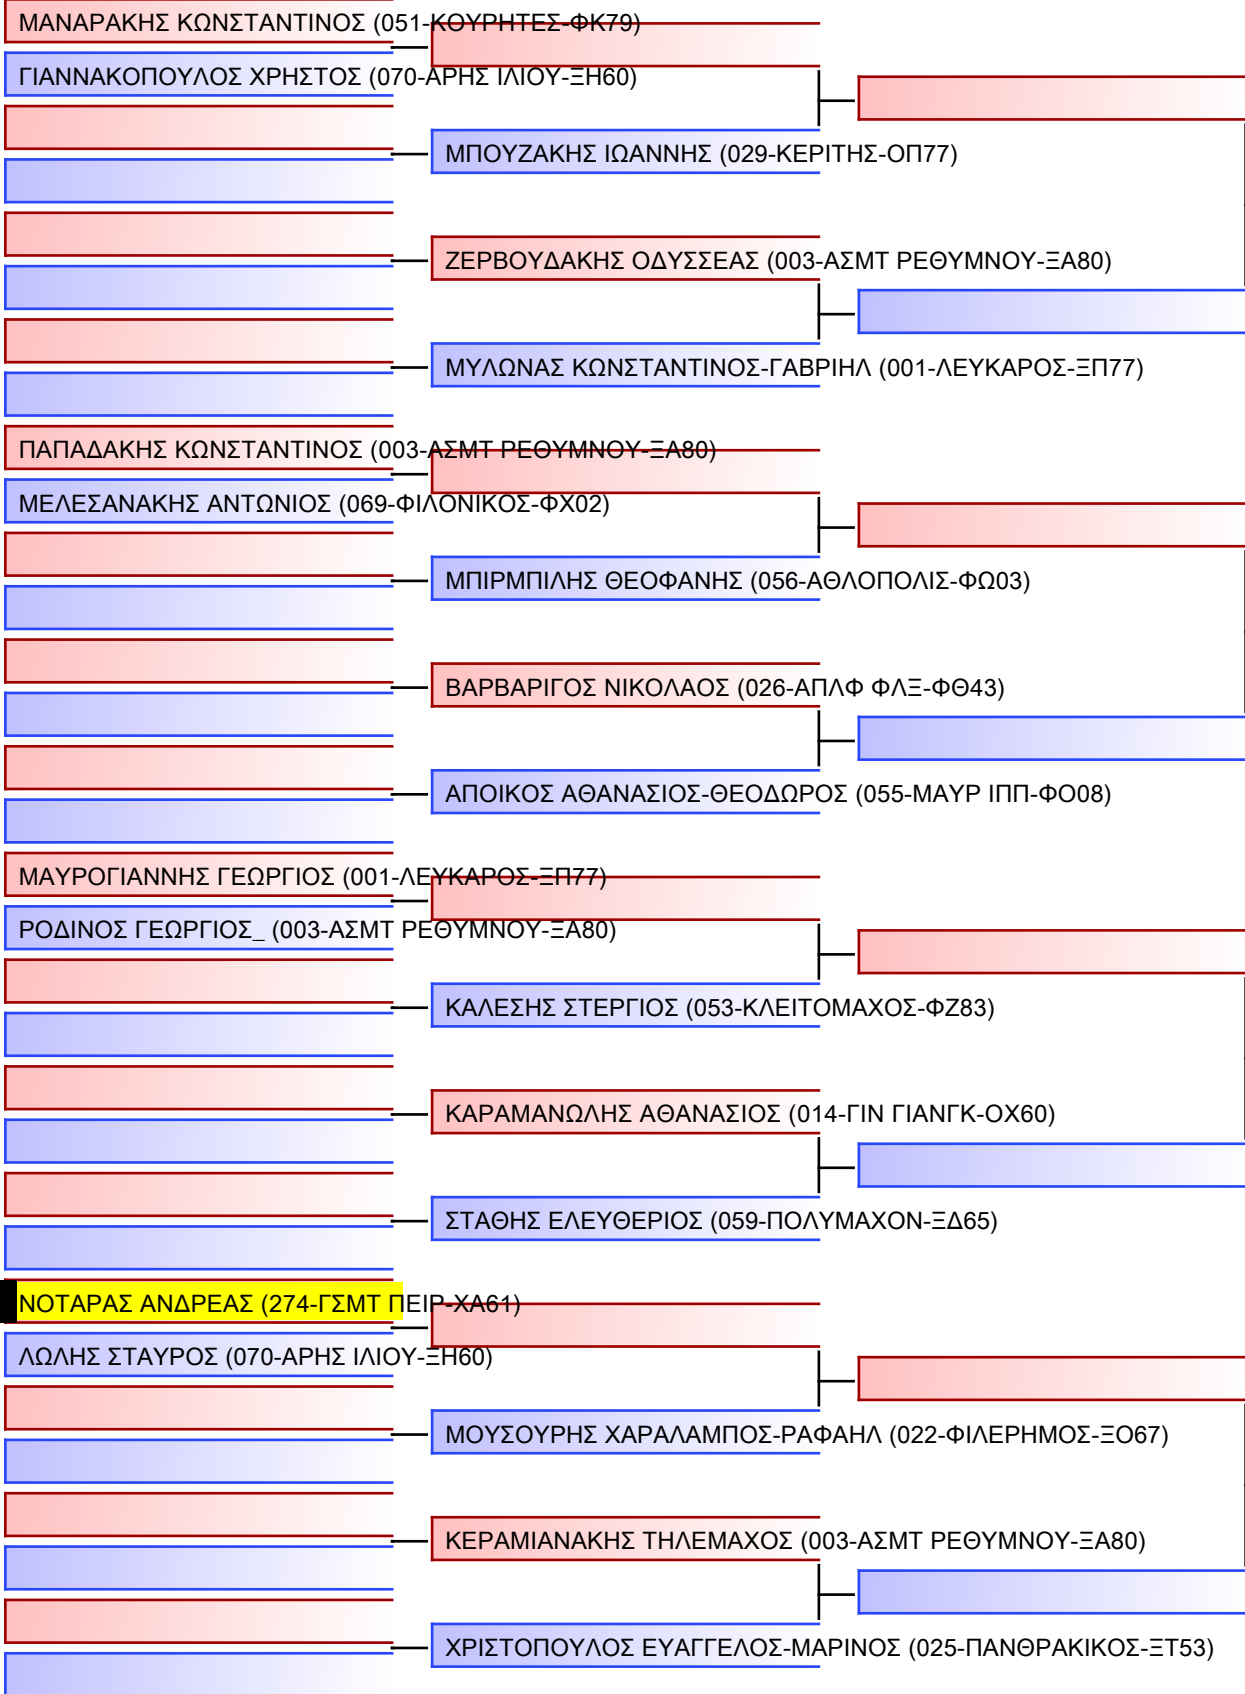 ΜΑΝΑΡΑΚΗΣ ΚΩΝΣΤΑΝΤΙΝΟΣ (051-ΚΟΥΡΗΤΕΣ-ΦΚ79)
ΓΙΑΝΝΑΚΟΠΟΥΛΟΣ ΧΡΗΣΤΟΣ (070-ΑΡΗΣ ΙΛΙΟΥ-ΞΗ60)
ΜΠΟΥΖΑΚΗΣ ΙΩΑΝΝΗΣ (029-ΚΕΡΙΤΗΣ-ΟΠ77)
ΖΕΡΒΟΥΔΑΚΗΣ ΟΔΥΣΣΕΑΣ (003-ΑΣΜΤ ΡΕΘΥΜΝΟΥ-ΞΑ80)
ΜΥΛΩΝΑΣ ΚΩΝΣΤΑΝΤΙΝΟΣ-ΓΑΒΡΙΗΛ (001-ΛΕΥΚΑΡΟΣ-ΞΠ77)
ΠΑΠΑΔΑΚΗΣ ΚΩΝΣΤΑΝΤΙΝΟΣ (003-ΑΣΜΤ ΡΕΘΥΜΝΟΥ-ΞΑ80)
ΜΕΛΕΣΑΝΑΚΗΣ ΑΝΤΩΝΙΟΣ (069-ΦΙΛΟΝΙΚΟΣ-ΦΧ02)
ΜΠΙΡΜΠΙΛΗΣ ΘΕΟΦΑΝΗΣ (056-ΑΘΛΟΠΟΛΙΣ-ΦΩ03)
ΒΑΡΒΑΡΙΓΟΣ ΝΙΚΟΛΑΟΣ (026-ΑΠΛΦ ΦΛΞ-ΦΘ43)
ΑΠΟΙΚΟΣ ΑΘΑΝΑΣΙΟΣ-ΘΕΟΔΩΡΟΣ (055-ΜΑΥΡ ΙΠΠ-ΦΟ08)
ΜΑΥΡΟΓΙΑΝΝΗΣ ΓΕΩΡΓΙΟΣ (001-ΛΕΥΚΑΡΟΣ-ΞΠ77)
ΡΟΔΙΝΟΣ ΓΕΩΡΓΙΟΣ_ (003-ΑΣΜΤ ΡΕΘΥΜΝΟΥ-ΞΑ80)
ΚΑΛΕΣΗΣ ΣΤΕΡΓΙΟΣ (053-ΚΛΕΙΤΟΜΑΧΟΣ-ΦΖ83)
ΚΑΡΑΜΑΝΩΛΗΣ ΑΘΑΝΑΣΙΟΣ (014-ΓΙΝ ΓΙΑΝΓΚ-ΟΧ60)
ΣΤΑΘΗΣ ΕΛΕΥΘΕΡΙΟΣ (059-ΠΟΛΥΜΑΧΟΝ-ΞΔ65)
ΝΟΤΑΡΑΣ ΑΝΔΡΕΑΣ (274-ΓΣΜΤ ΠΕΙΡ-ΧΑ61)
ΛΩΛΗΣ ΣΤΑΥΡΟΣ (070-ΑΡΗΣ ΙΛΙΟΥ-ΞΗ60)
ΜΟΥΣΟΥΡΗΣ ΧΑΡΑΛΑΜΠΟΣ-ΡΑΦΑΗΛ (022-ΦΙΛΕΡΗΜΟΣ-ΞΟ67)
ΚΕΡΑΜΙΑΝΑΚΗΣ ΤΗΛΕΜΑΧΟΣ (003-ΑΣΜΤ ΡΕΘΥΜΝΟΥ-ΞΑ80)
ΧΡΙΣΤΟΠΟΥΛΟΣ ΕΥΑΓΓΕΛΟΣ-ΜΑΡΙΝΟΣ (025-ΠΑΝΘΡΑΚΙΚΟΣ-ΞΤ53)